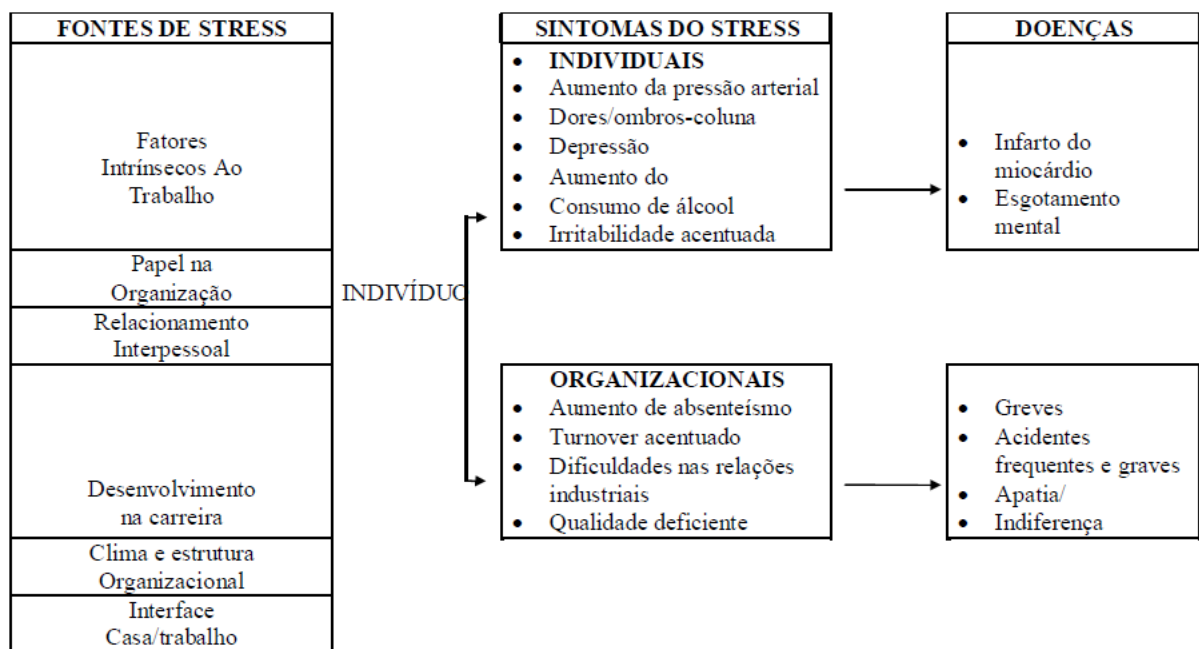 FONTES DE STRESS
Fatores
Intrínsecos Ao
Trabalho
Papel na
Organização
Relacionamento
Interpessoal
Desenvolvimento
na carreira
Clima e estrutura
Organizacional
Interface
Casa/trabalho
INDIVÍDUO
SINTOMAS DO STRESS
• INDIVIDUAIS
• Aumento da pressão arterial
• Dores/ombros-coluna
• Depressão
• Aumento do
• Consumo de álcool
• Irritabilidade acentuada
ORGANIZACIONAIS
• Aumento de absenteísmo
• Turnover acentuado
• Dificuldades nas relações
industriais
• Qualidade deficiente
DOENÇAS
• Infarto do
miocárdio
• Esgotamento
mental
• Greves
• Acidentes
frequentes e graves
• Apatia/
• Indiferença